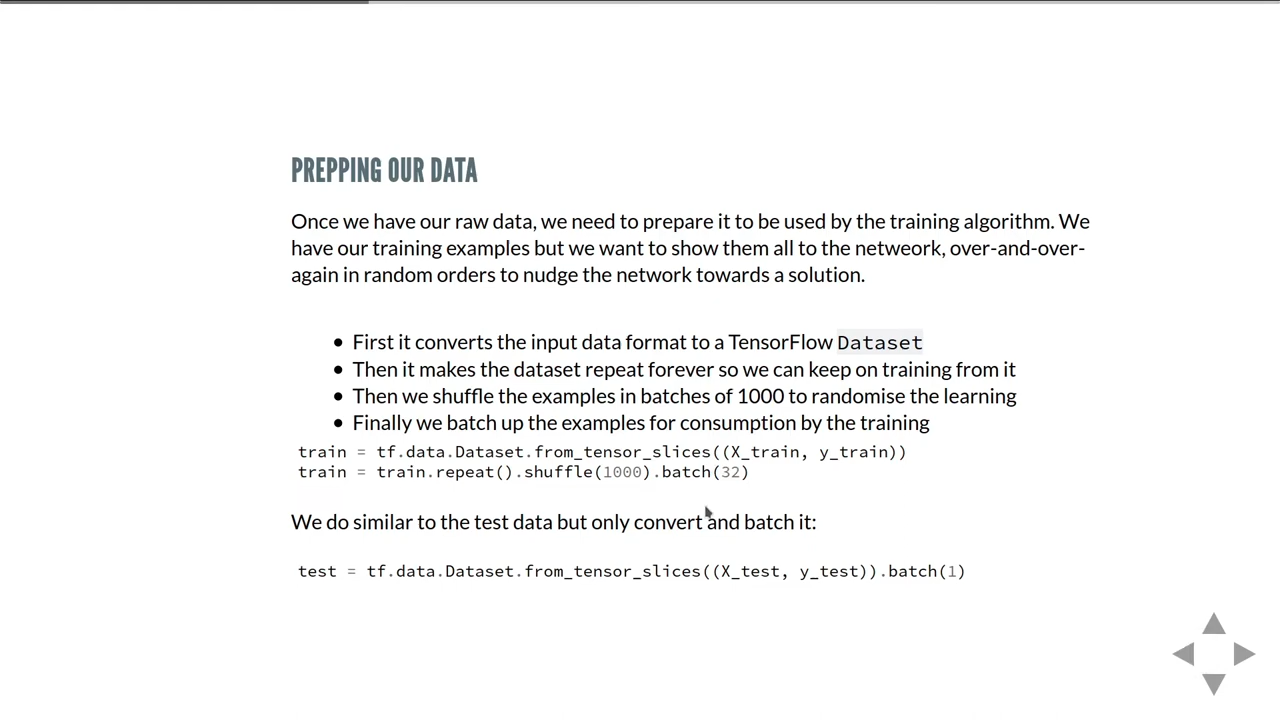 PREPPING OUR DATA
Once we have our raw data, we need to prepare it to be used by the training algorithm. We
have our training examples but we want to show them all to the netweork, over-and-over-
again in random orders to nudge the network towards a solution.
• First it converts the input data format to a TensorFlow Dataset
• Then it makes the dataset repeat forever so we can keep on training from it
• Then we shuffle the examples in batches of 1000 to randomise the learning
• Finally we batch up the examples for consumption by the training
train = tf.data.Dataset.from_tensor_slices((X_train, y_train))
train = train.repeat().shuffle(1000).batch(32)
We do similar to the test data but only convert and batch it:
test = tf.data.Dataset.from_tensor_slices((X_test, y_test)).batch(1)